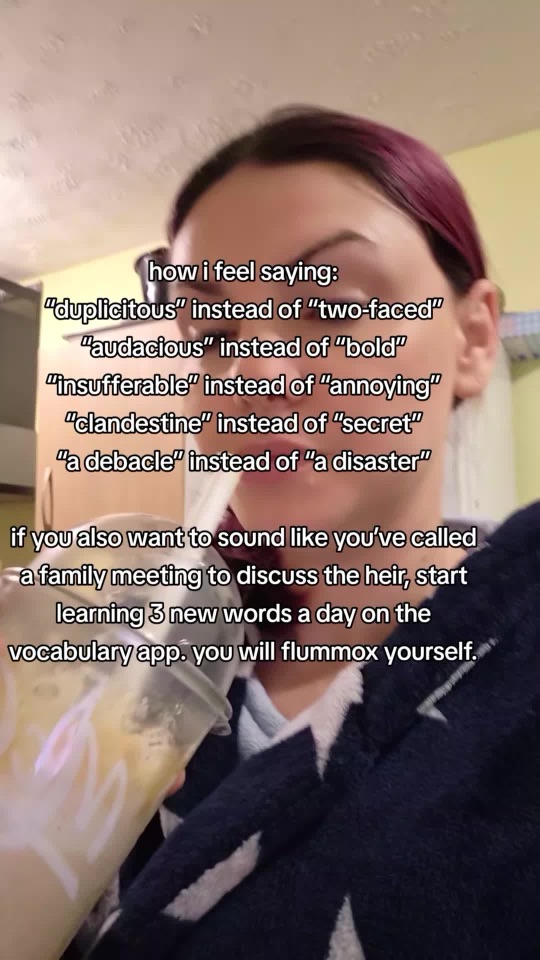 how i feel saying:
“duplicitous” instead of “two-faced”
“audacious” instead of “bold”
“insufferable” instead of “annoying”
“clandestine” instead of “secret”
“a debacle” instead of “a disaster”
if you also want to sound like you’ve called
a family meeting to discuss the heir, start
learning 3 new words a day on the
vocabulary app. you will flummox yourself.